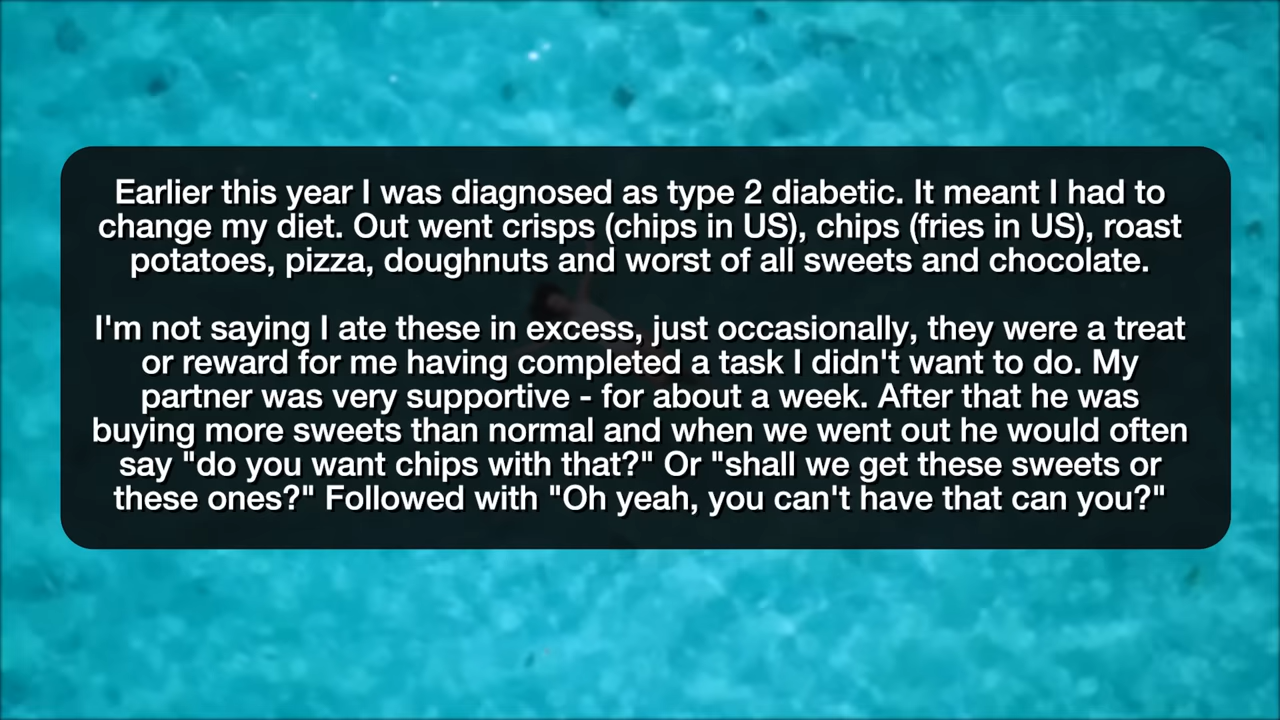 Earlier this year I was diagnosed as type 2 diabetic. It meant I had to
change my diet. Out went crisps (chips in US), chips (fries in US), roast
potatoes, pizza, doughnuts and worst of all sweets and chocolate.
I'm not saying I ate these in excess, just occasionally, they were a treat
or reward for me having completed a task I didn't want to do. My
partner was very supportive - for about a week. After that he was
buying more sweets than normal and when we went out he would often
say "do you want chips with that?" Or "shall we get these sweets or
these ones?" Followed with "Oh yeah, you can't have that can you?"